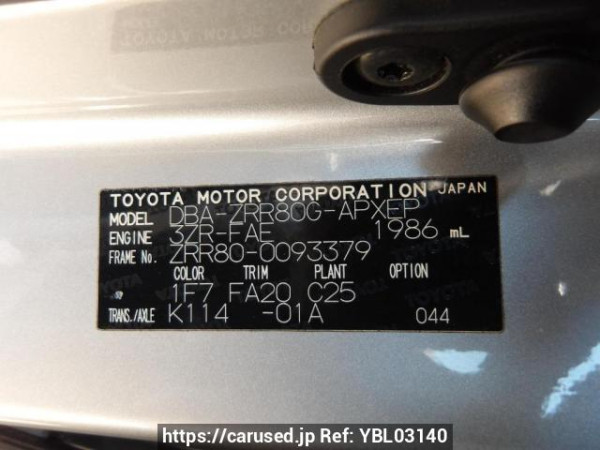 TOYOTA MOTOR CORPORATION JAPAN
MODEL DBA-ZRR80G-APXEP
ENGINE 3ZR-FAE 1986 mL
FRAME No. ZRR80-0093379
COLOR TRIM PLANT OPTION
1F7 FA20 C25
TRANS./AXLE K114 -01A 044
https://carused.jp Ref: YBL03140